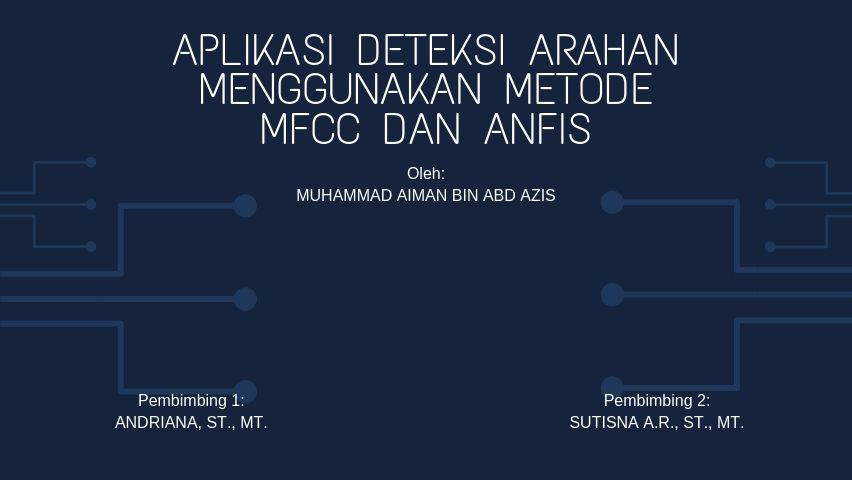 APLIKASI DETEKSI ARAHAN
MENGGUNAKAN METODE
MFCC DAN ANFIS
Oleh:
MUHAMMAD AIMAN BIN ABD AZIS
Pembimbing 1:
ANDRIANA, ST., MT.
Pembimbing 2:
SUTISNA A.R., ST., MT.